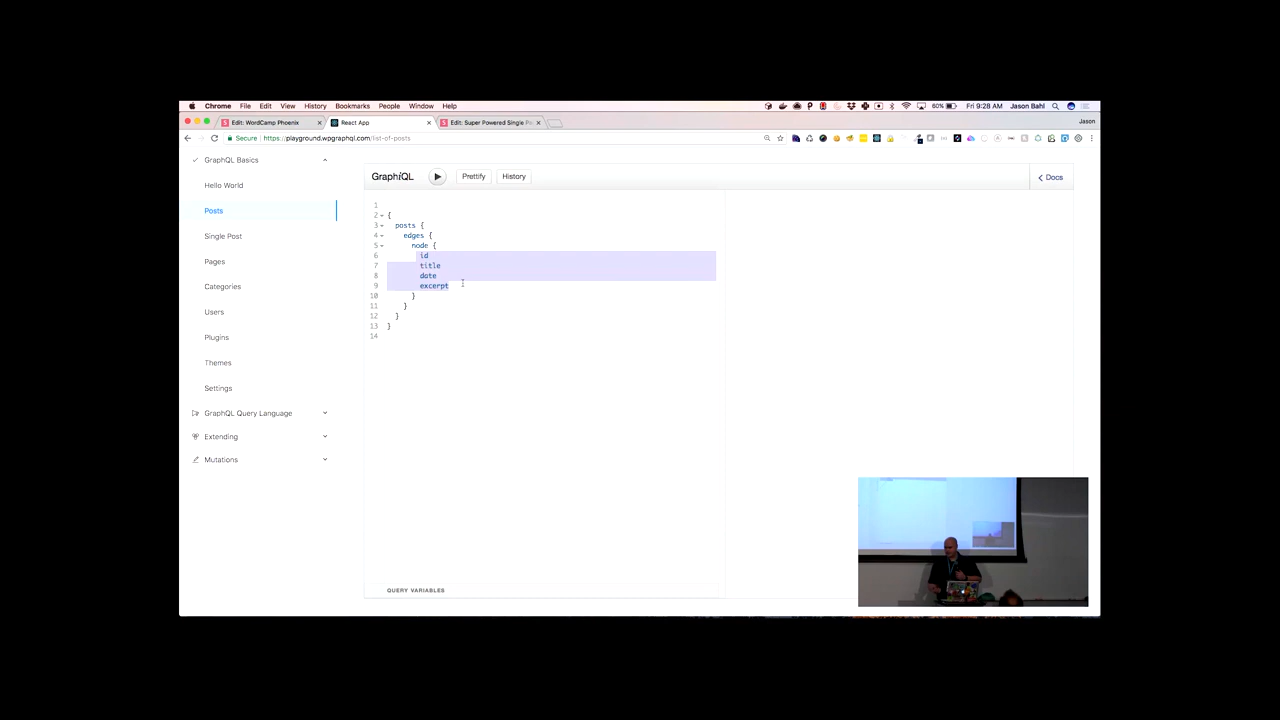 Chrome File Edit View History Bookmarks People Window Help 60% Fri 9:28 AM Jason Bahl
Edit: WordCamp Phoenix × React App × Edit: Super Powered Single P × Jason
Secure https://playground.wpgraphql.com/list-of-posts
GraphQL Basics
Hello World
Posts
Single Post
Pages
Categories
Users
Plugins
Themes
Settings
GraphQL Query Language
Extending
Mutations
GraphiQL Prettify History Docs
1
2 {
3 posts {
4 edges {
5 node {
6 id
7 title
8 date
9 excerpt
10 }
11 }
12 }
13 }
14
QUERY VARIABLES